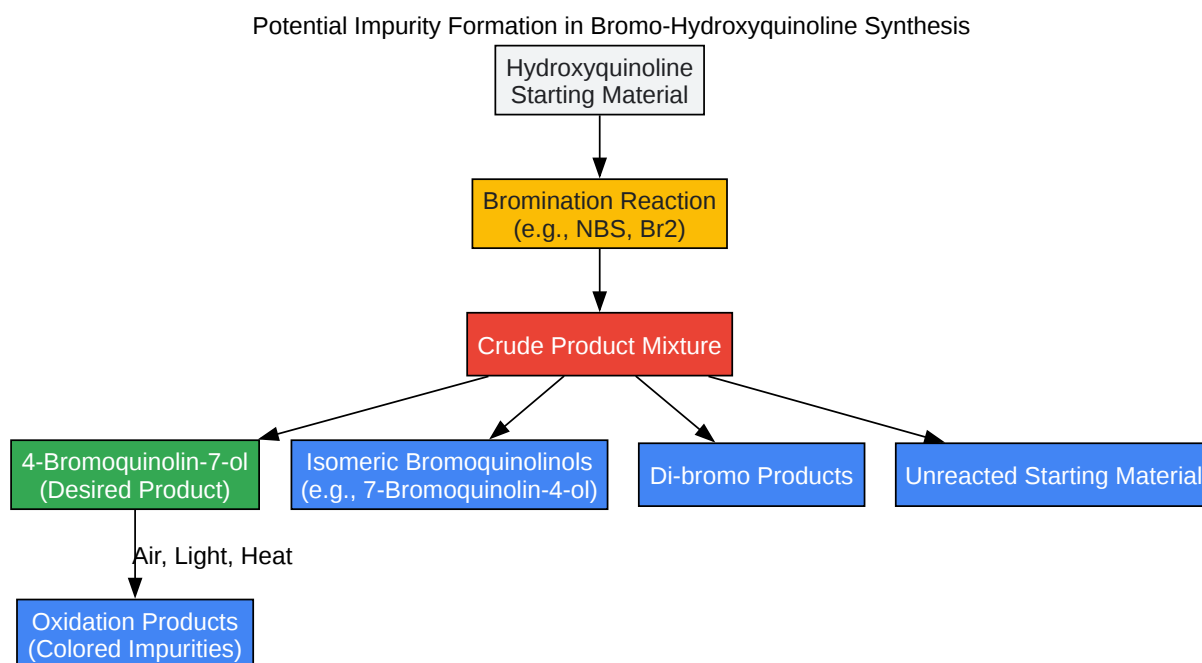 Potential Impurity Formation in Bromo-Hydroxyquinoline Synthesis
Hydroxyquinoline
Starting Material
Bromination Reaction
(e.g., NBS, Br2)
Crude Product Mixture
4-Bromoquinolin-7-ol
(Desired Product)
Isomeric Bromoquinolinols
(e.g., 7-Bromoquinolin-4-ol)
Di-bromo Products
Unreacted Starting Material
Air, Light, Heat
Oxidation Products
(Colored Impurities)